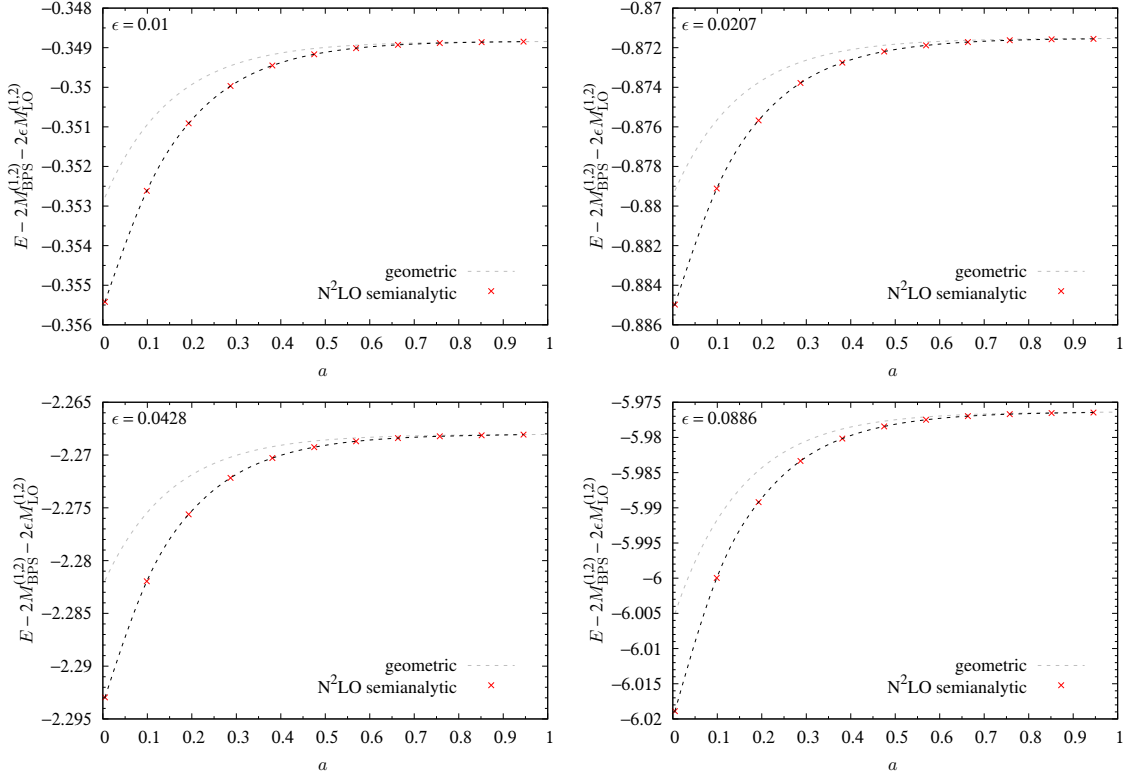 ϵ = 0.01
−0.348
−0.349
−0.35
−0.351
−0.352
−0.353
−0.354
−0.355
−0.356
E − 2M_BPS^(1,2) − 2ϵM_LO^(1,2)
geometric
N²LO semianalytic
0 0.1 0.2 0.3 0.4 0.5 0.6 0.7 0.8 0.9 1
a
ϵ = 0.0207
−0.87
−0.872
−0.874
−0.876
−0.878
−0.88
−0.882
−0.884
−0.886
E − 2M_BPS^(1,2) − 2ϵM_LO^(1,2)
geometric
N²LO semianalytic
0 0.1 0.2 0.3 0.4 0.5 0.6 0.7 0.8 0.9 1
a
ϵ = 0.0428
−2.265
−2.27
−2.275
−2.28
−2.285
−2.29
−2.295
E − 2M_BPS^(1,2) − 2ϵM_LO^(1,2)
geometric
N²LO semianalytic
0 0.1 0.2 0.3 0.4 0.5 0.6 0.7 0.8 0.9 1
a
ϵ = 0.0886
−5.975
−5.98
−5.985
−5.99
−5.995
−6
−6.005
−6.01
−6.015
−6.02
E − 2M_BPS^(1,2) − 2ϵM_LO^(1,2)
geometric
N²LO semianalytic
0 0.1 0.2 0.3 0.4 0.5 0.6 0.7 0.8 0.9 1
a